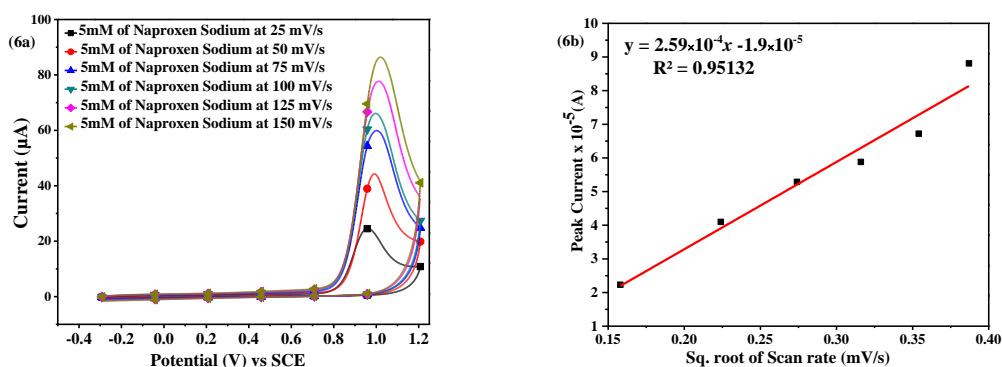 (6a)
5mM of Naproxen Sodium at 25 mV/s
5mM of Naproxen Sodium at 50 mV/s
5mM of Naproxen Sodium at 75 mV/s
5mM of Naproxen Sodium at 100 mV/s
5mM of Naproxen Sodium at 125 mV/s
5mM of Naproxen Sodium at 150 mV/s
100
80
60
40
20
0
Current (µA)
-0.4 -0.2 0.0 0.2 0.4 0.6 0.8 1.0 1.2
Potential (V) vs SCE
(6b)
y = 2.59×10⁻⁴x -1.9×10⁻⁵
R² = 0.95132
10
9
8
7
6
5
4
3
2
1
Peak Current x 10⁻⁵(A)
0.15 0.20 0.25 0.30 0.35 0.40
Sq. root of Scan rate (mV/s)